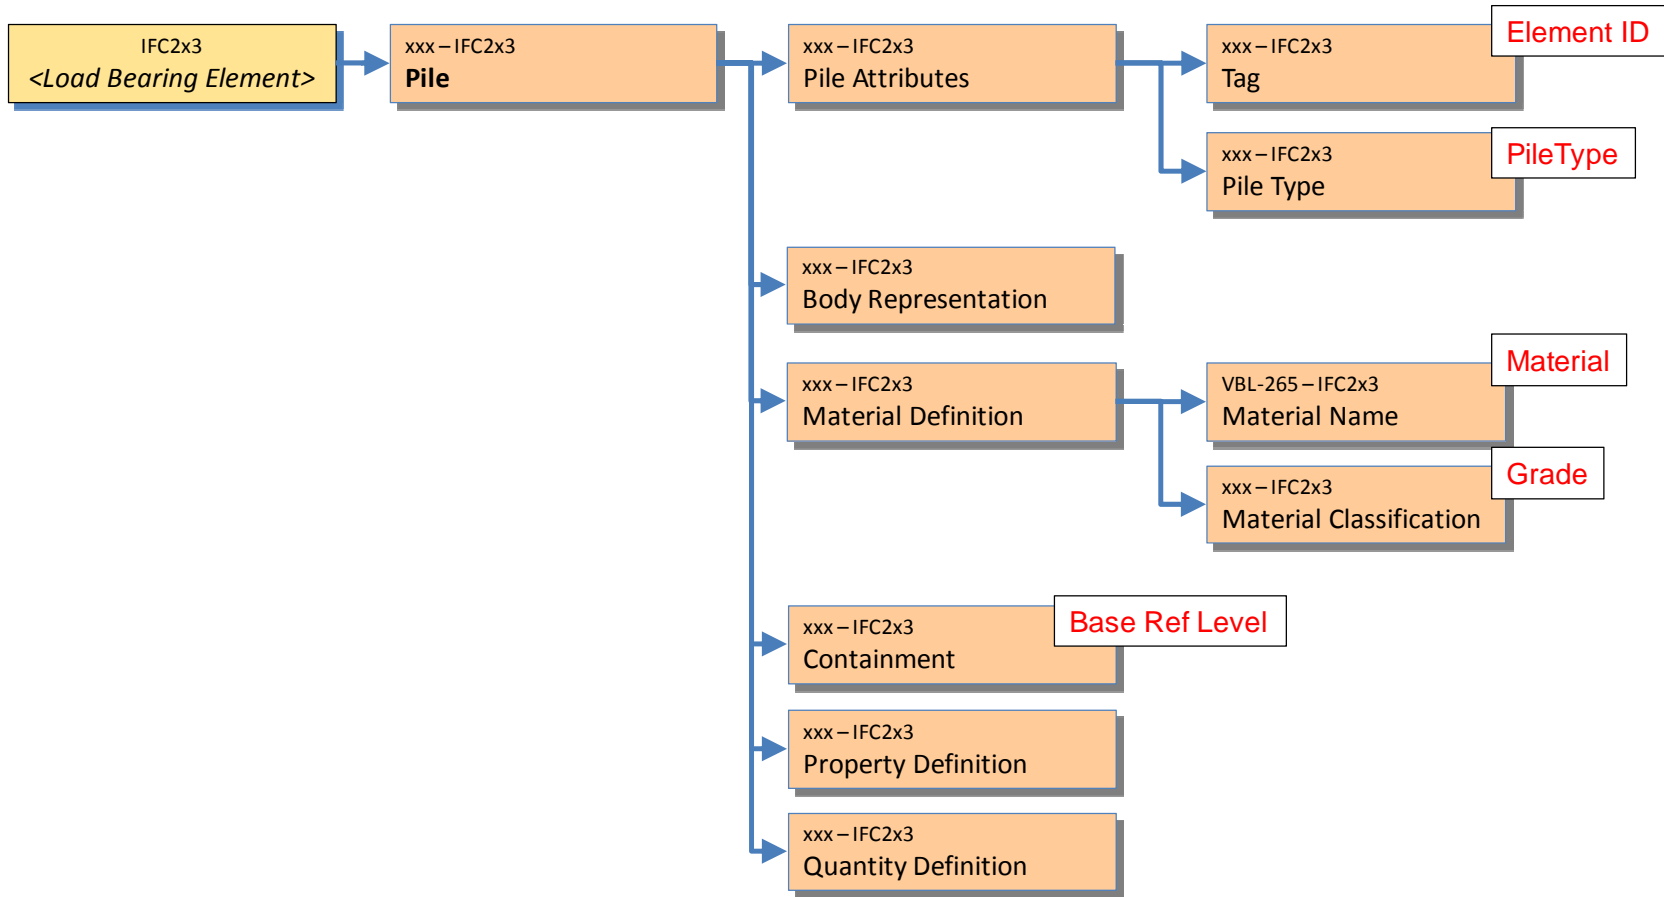 IFC2x3
<Load Bearing Element>
xxx – IFC2x3
Pile
xxx – IFC2x3
Pile Attributes
xxx – IFC2x3
Tag
Element ID
xxx – IFC2x3
Pile Type
PileType
xxx – IFC2x3
Body Representation
xxx – IFC2x3
Material Definition
VBL-265 – IFC2x3
Material Name
Material
xxx – IFC2x3
Material Classification
Grade
xxx – IFC2x3
Containment
Base Ref Level
xxx – IFC2x3
Property Definition
xxx – IFC2x3
Quantity Definition